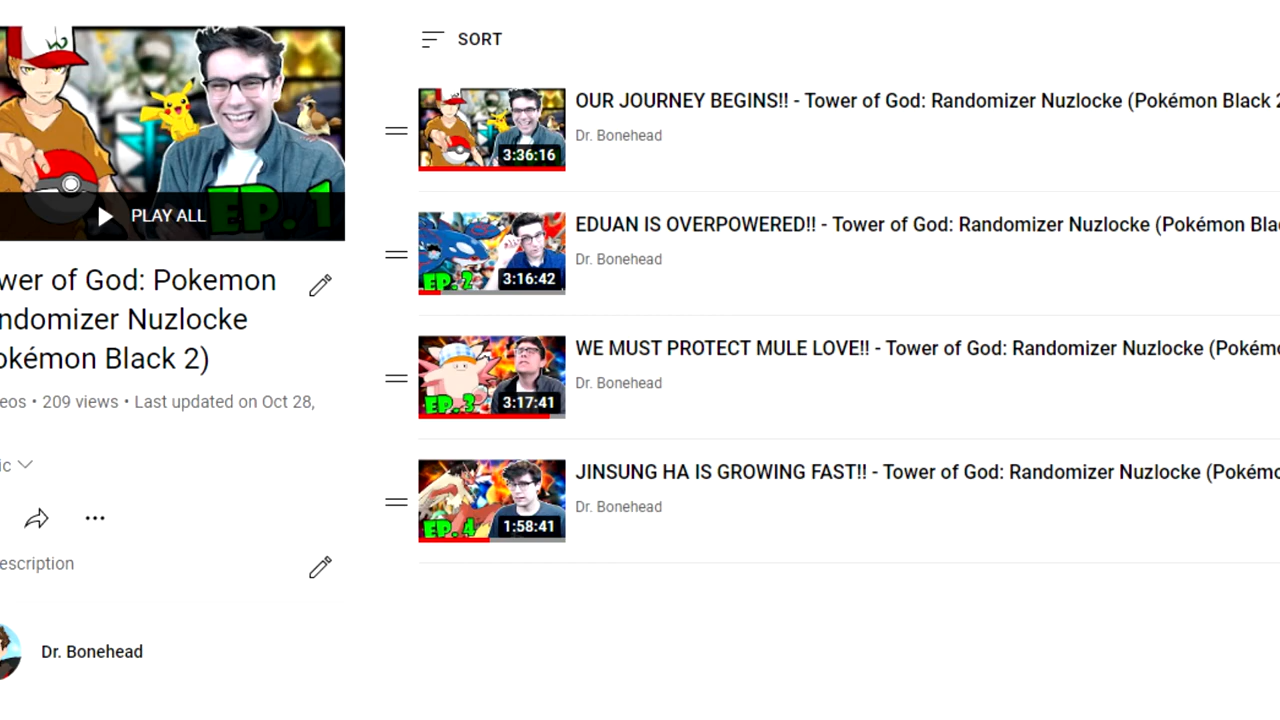 EP. 1
PLAY ALL
wer of God: Pokemon
ndomizer Nuzlocke
okémon Black 2)
eos • 209 views • Last updated on Oct 28,
ic
escription
Dr. Bonehead
SORT
OUR JOURNEY BEGINS!! - Tower of God: Randomizer Nuzlocke (Pokémon Black 2
Dr. Bonehead
3:36:16
EDUAN IS OVERPOWERED!! - Tower of God: Randomizer Nuzlocke (Pokémon Blac
Dr. Bonehead
EP.2
3:16:42
WE MUST PROTECT MULE LOVE!! - Tower of God: Randomizer Nuzlocke (Pokémo
Dr. Bonehead
EP.3
3:17:41
JINSUNG HA IS GROWING FAST!! - Tower of God: Randomizer Nuzlocke (Pokémo
Dr. Bonehead
EP.4
1:58:41